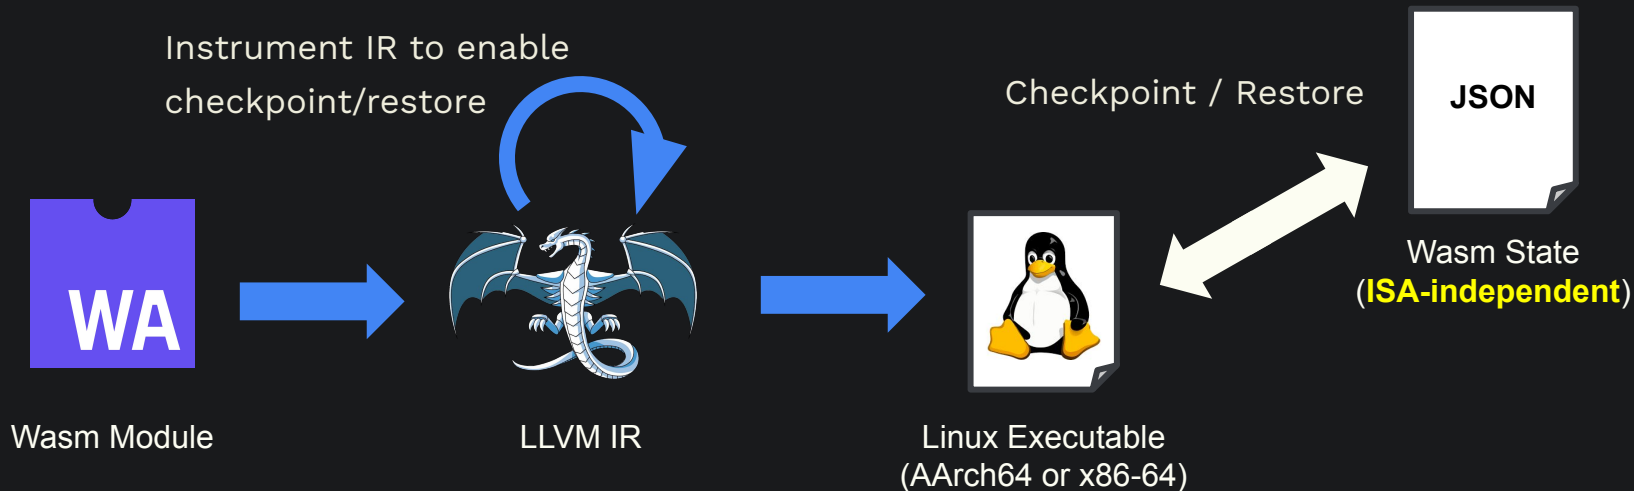 Instrument IR to enable
checkpoint/restore
Checkpoint / Restore
JSON
WA
Wasm State
(ISA-independent)
Wasm Module
LLVM IR
Linux Executable
(AArch64 or x86-64)